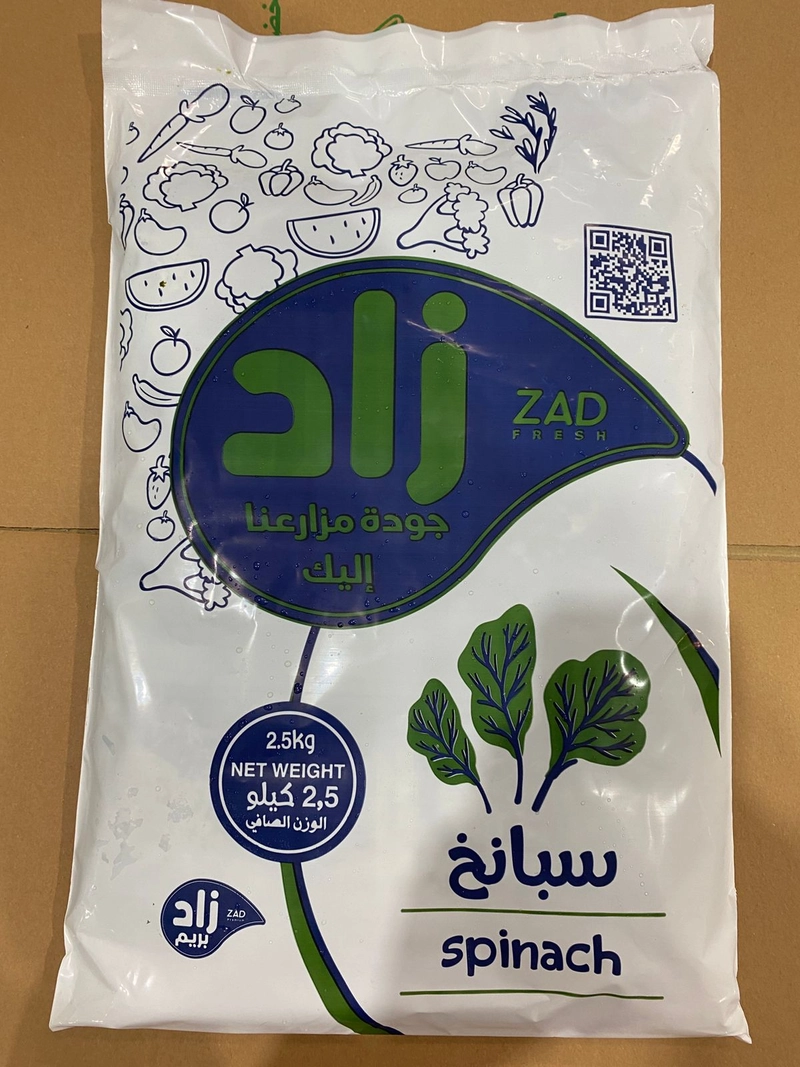 زاد
ZAD
FRESH
جودة مزارعنا
إليك
2.5kg
NET WEIGHT
2,5 كيلو
الوزن الصافي
سبانخ
spinach
زاد
ZAD
بريم